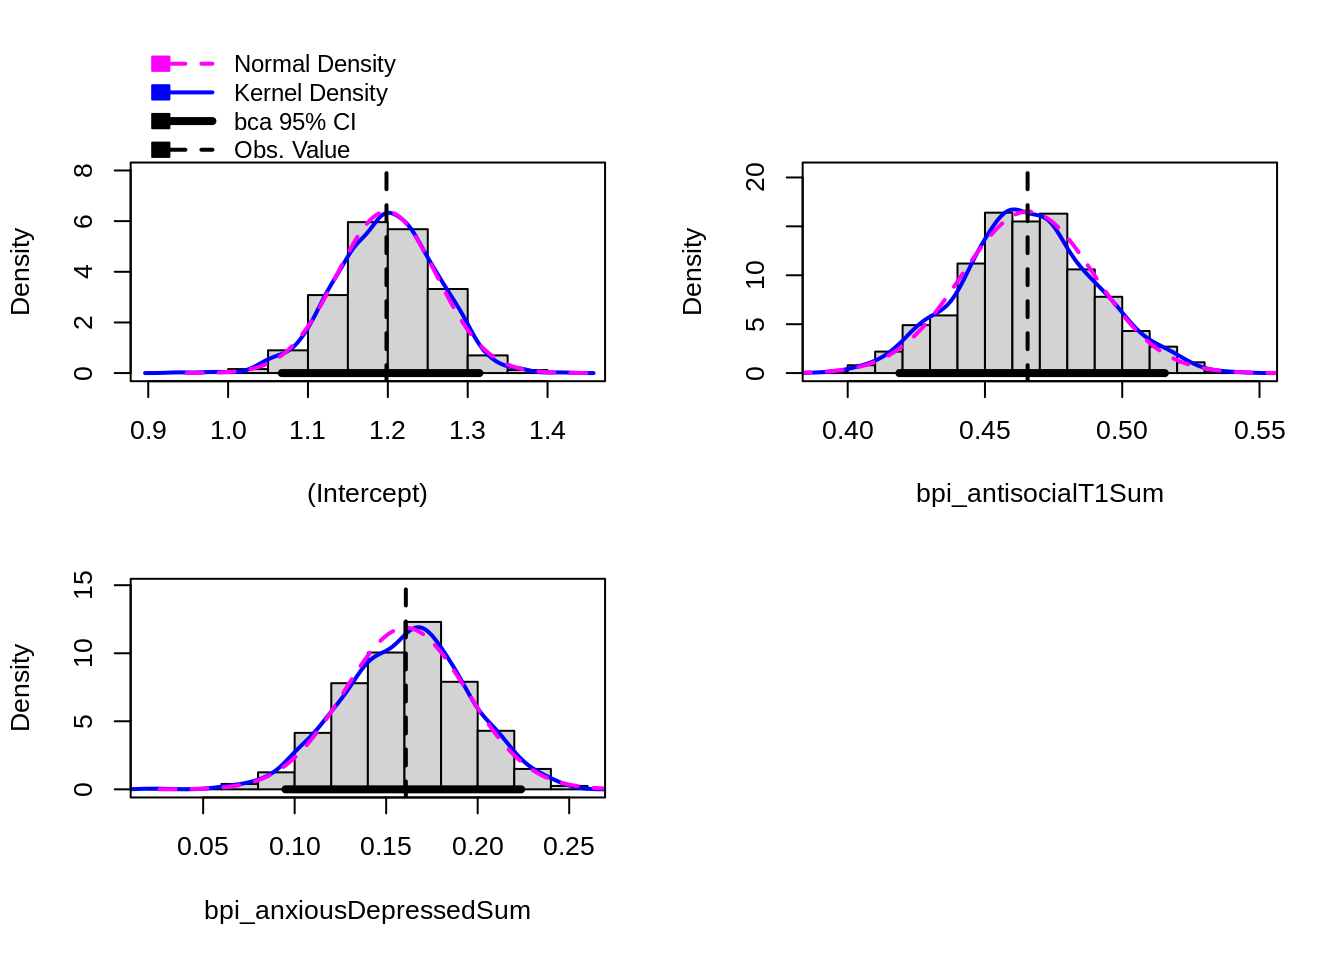 Normal Density
Kernel Density
bca 95% CI
Obs. Value
Density
0 2 4 6 8
0.9 1.0 1.1 1.2 1.3 1.4
(Intercept)
Density
0 5 10 20
0.40 0.45 0.50 0.55
bpi_antisocialT1Sum
Density
0 5 10 15
0.05 0.10 0.15 0.20 0.25
bpi_anxiousDepressedSum